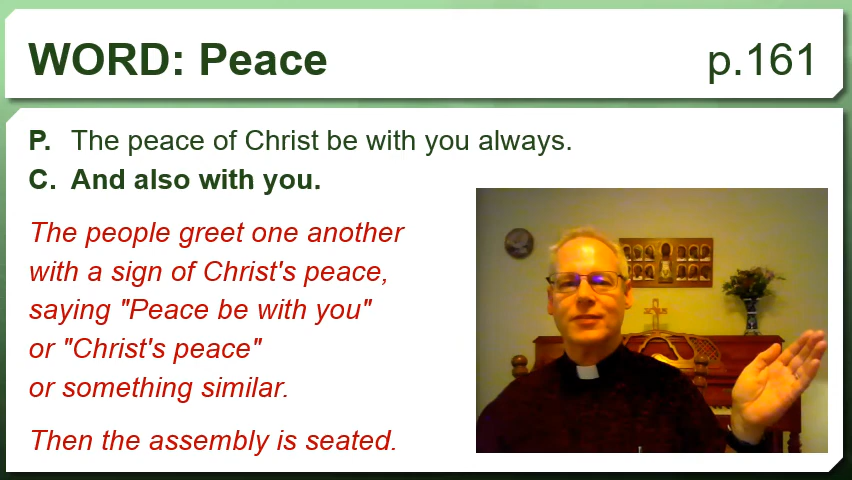 WORD: Peace p.161
P. The peace of Christ be with you always.
C. And also with you.
The people greet one another
with a sign of Christ's peace,
saying "Peace be with you"
or "Christ's peace"
or something similar.
Then the assembly is seated.